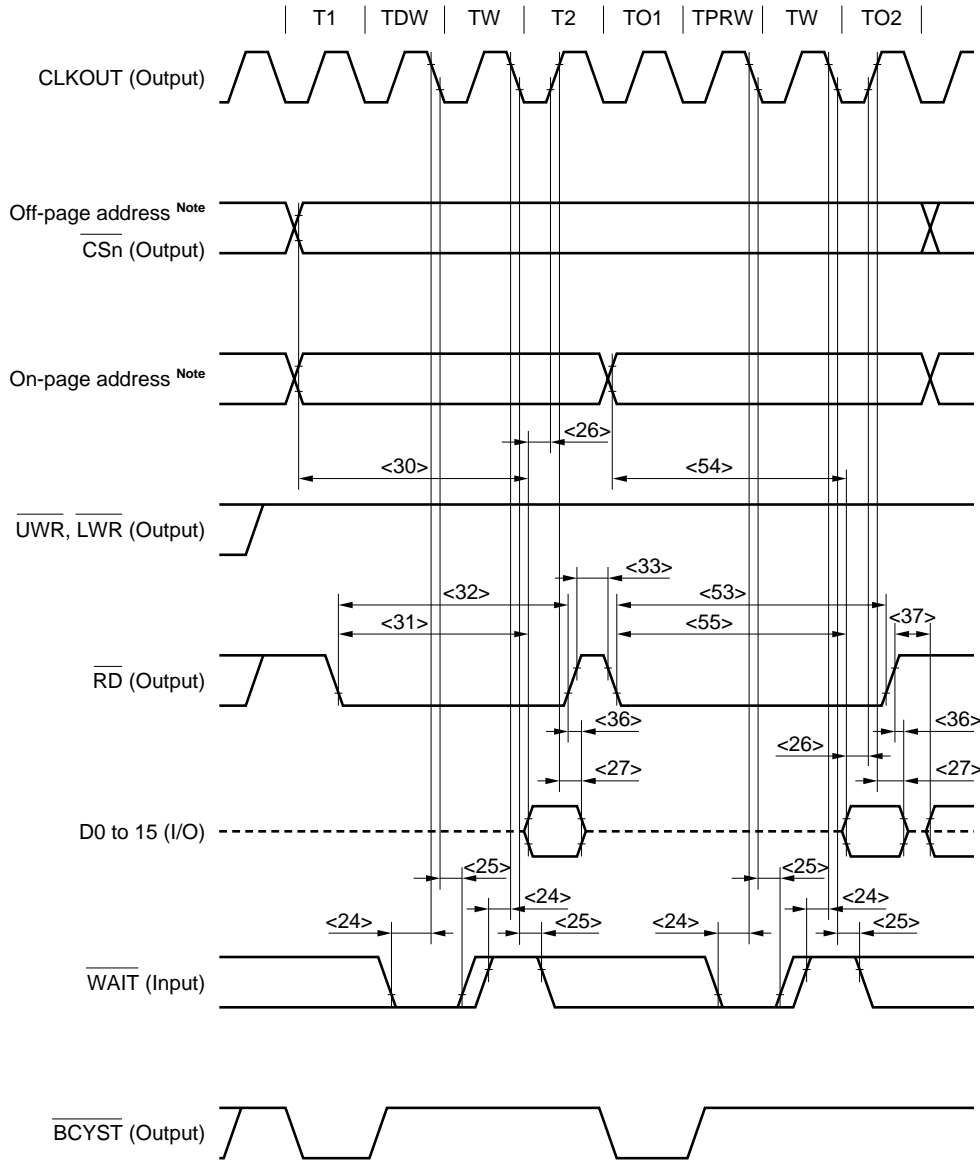 T1 TDW TW T2 TO1 TPRW TW TO2
CLKOUT (Output)
Off-page address Note
CSn (Output)
On-page address Note
<26>
<30> <54>
UWR, LWR (Output)
<33>
<32> <53>
<37>
<31> <55>
RD (Output)
<36> <36>
<26>
<27> <27>
D0 to 15 (I/O)
<25> <25>
<24> <24>
<24> <25> <24> <25>
WAIT (Input)
BCYST (Output)